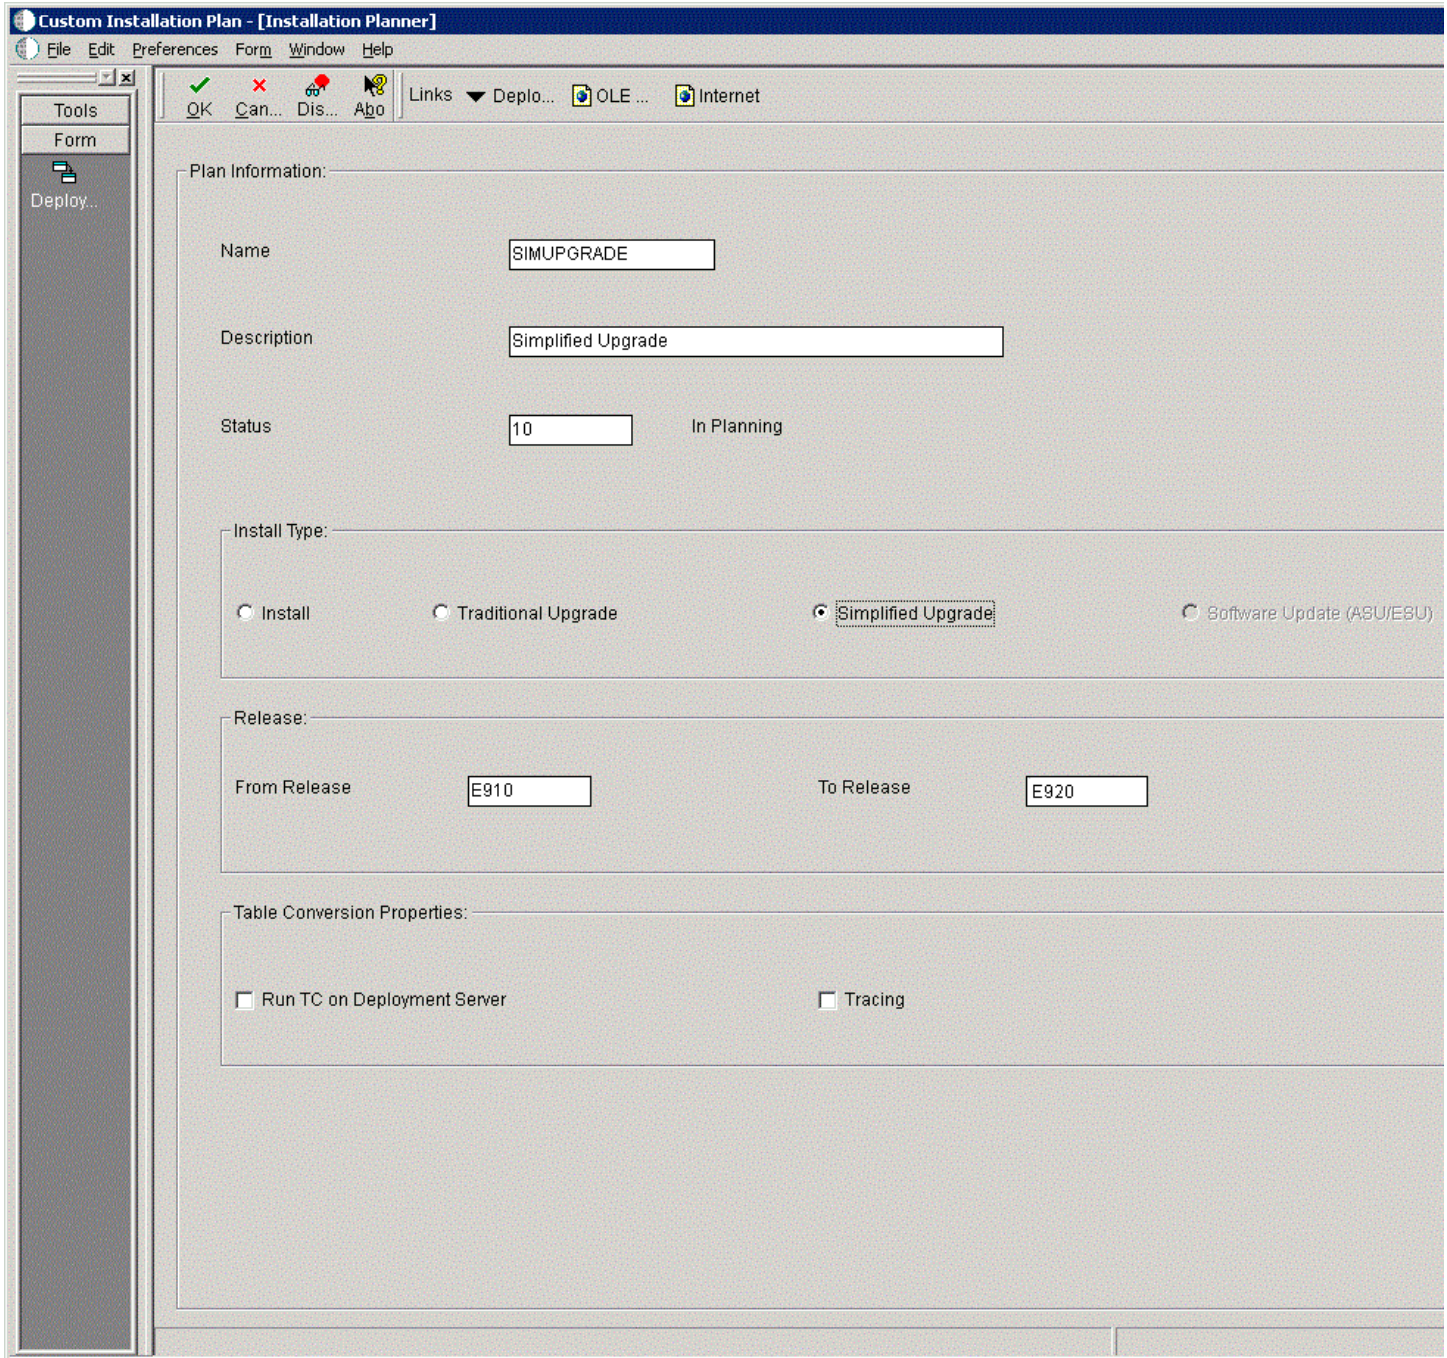 Custom Installation Plan - [Installation Planner]
File Edit Preferences Form Window Help
OK Can... Dis... Abo Links Deplo... OLE ... Internet
Tools
Form
Deploy...
Plan Information:
Name SIMUPGRADE
Description Simplified Upgrade
Status 10 In Planning
Install Type:
Install Traditional Upgrade Simplified Upgrade Software Update (ASU/ESU)
Release:
From Release E910 To Release E920
Table Conversion Properties:
Run TC on Deployment Server Tracing